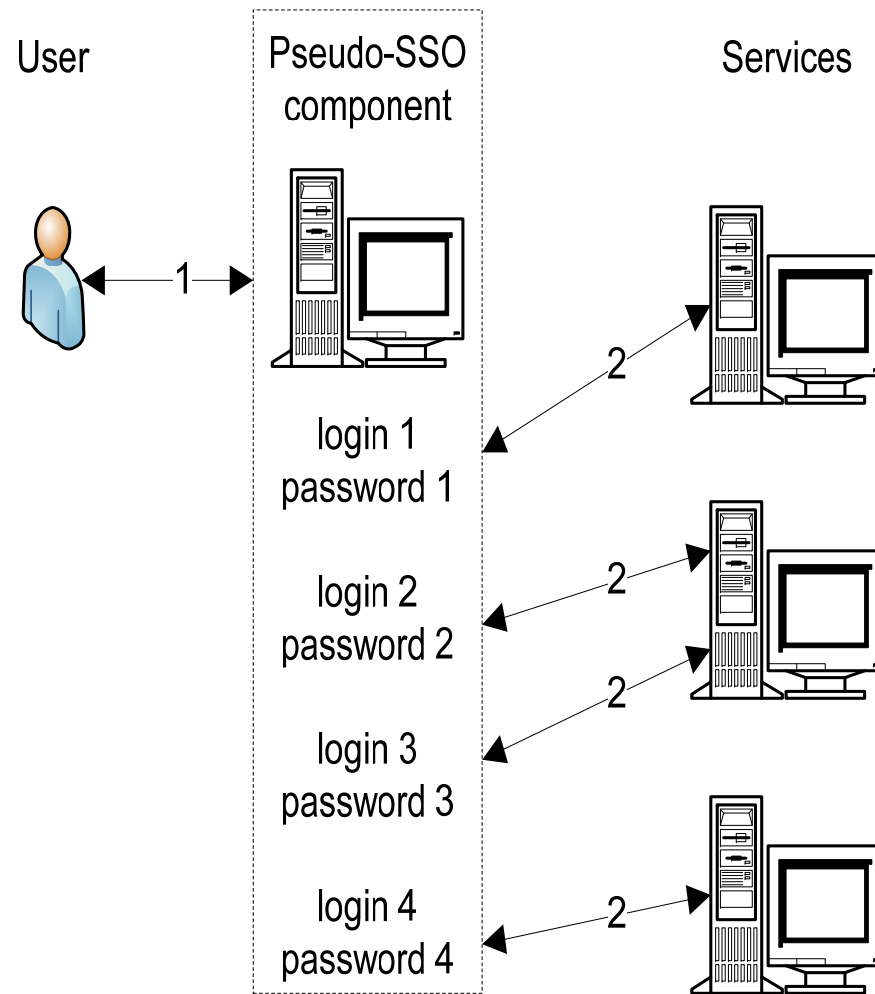 User
Pseudo-SSO
component
Services
1
2
login 1
password 1
2
login 2
password 2
2
login 3
password 3
2
login 4
password 4